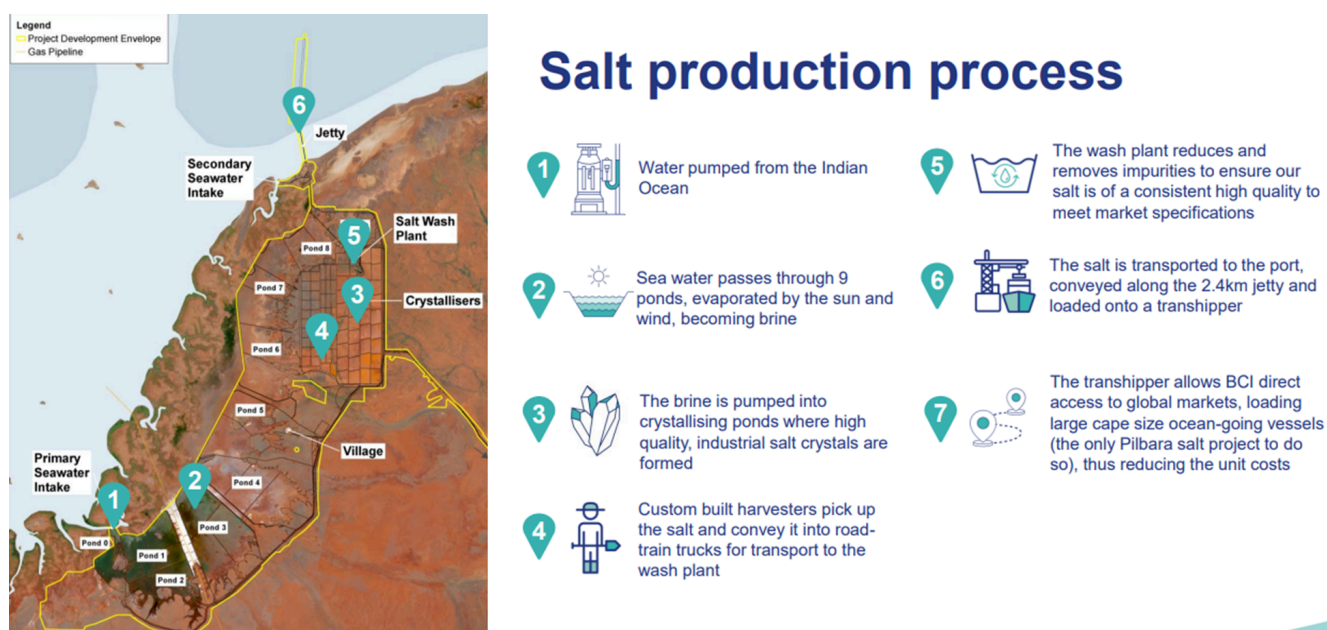 Legend
Project Development Envelope
Gas Pipeline
6
Jetty
Secondary
Seawater
Intake
Salt Wash
Plant
5
Pond 8
Pond 7
3
Crystallisers
4
Pond 6
Pond 5
Village
Primary
Seawater
Intake
2
Pond 4
1
Pond 3
Pond 0
Pond 1
Pond 2
Salt production process
1
Water pumped from the Indian
Ocean
2
Sea water passes through 9
ponds, evaporated by the sun and
wind, becoming brine
3
The brine is pumped into
crystallising ponds where high
quality, industrial salt crystals are
formed
4
Custom built harvesters pick up
the salt and convey it into road-
train trucks for transport to the
wash plant
5
The wash plant reduces and
removes impurities to ensure our
salt is of a consistent high quality to
meet market specifications
6
The salt is transported to the port,
conveyed along the 2.4km jetty and
loaded onto a transhipper
7
The transhipper allows BCI direct
access to global markets, loading
large cape size ocean-going vessels
(the only Pilbara salt project to do
so), thus reducing the unit costs